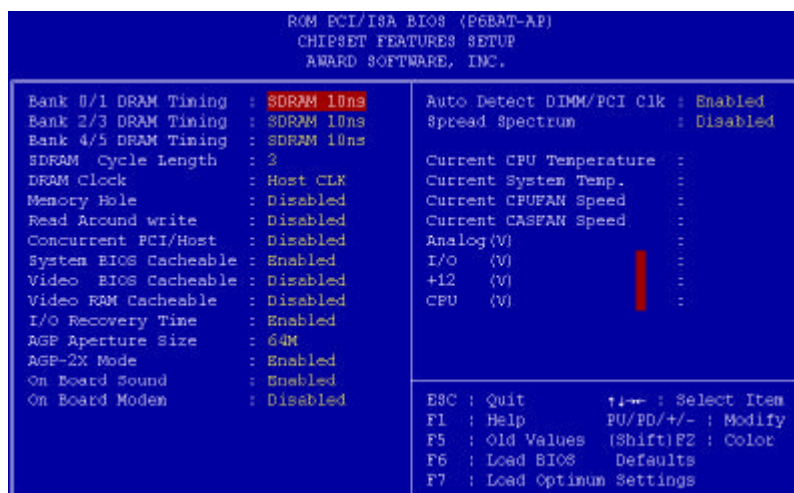 ROM PCI/ISA BIOS (P6BAT-AP)
CHIPSET FEATURES SETUP
AWARD SOFTWARE, INC.
Bank 0/1 DRAM Timing : SDRAM 10ns
Bank 2/3 DRAM Timing : SDRAM 10ns
Bank 4/5 DRAM Timing : SDRAM 10ns
SDRAM Cycle Length : 3
DRAM Clock : Host CLK
Memory Hole : Disabled
Read Around write : Disabled
Concurrent PCI/Host : Disabled
System BIOS Cacheable : Enabled
Video BIOS Cacheable : Disabled
Video RAM Cacheable : Disabled
I/O Recovery Time : Enabled
AGP Aperture Size : 64M
AGP-2X Mode : Enabled
On Board Sound : Enabled
On Board Modem : Disabled
Auto Detect DIMM/PCI Clk : Enabled
Spread Spectrum : Disabled
Current CPU Temperature :
Current System Temp. :
Current CPUFAN Speed :
Current CASFAN Speed :
Analog(V) :
I/O (V) :
+12 (V) :
CPU (V) :
ESC : Quit ↑↓→← : Select Item
F1 : Help PU/PD/+/- : Modify
F5 : Old Values (Shift)F2 : Color
F6 : Load BIOS Defaults
F7 : Load Optimum Settings